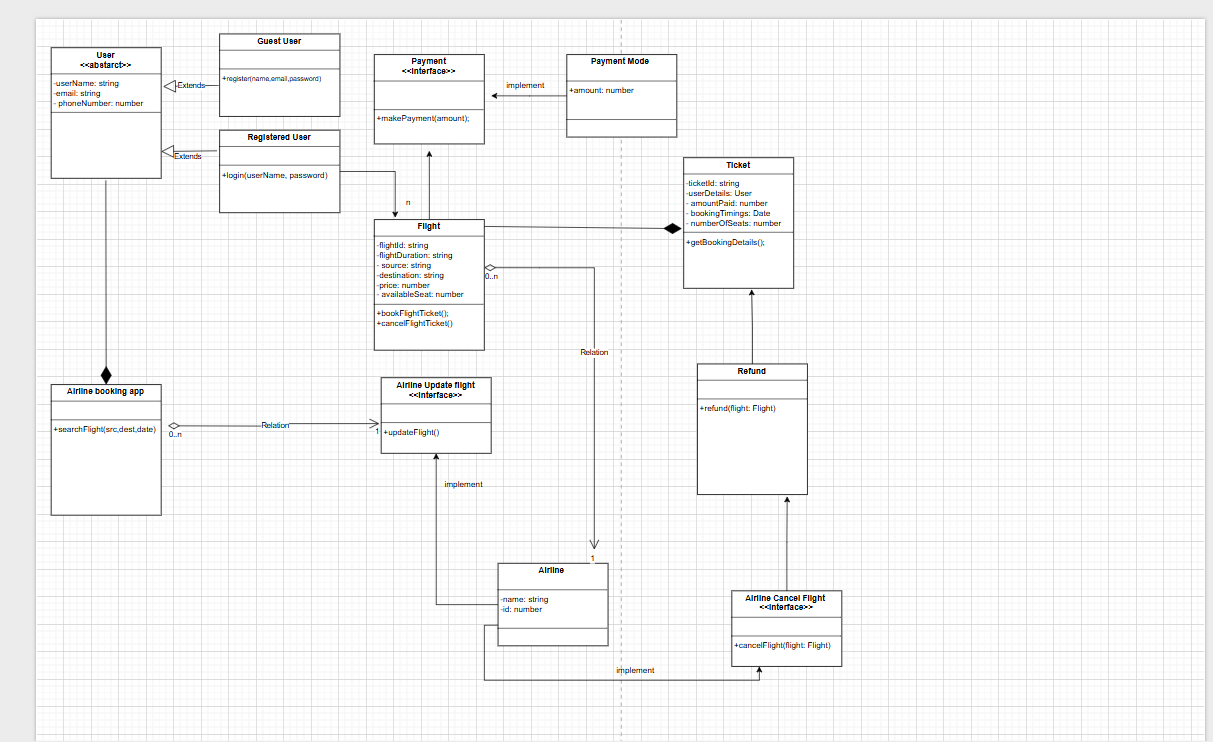 User
<<abstarct>>
-userName: string
-email: string
- phoneNumber: number
Guest User
+register(name,email,password)
Extends
Registered User
+login(userName, password)
Extends
n
Payment
<<Interface>>
+makePayment(amount);
implement
Payment Mode
+amount: number
Ticket
-ticketId: string
-userDetails: User
- amountPaid: number
- bookingTimings: Date
- numberOfSeats: number
+getBookingDetails();
Flight
-flightId: string
-flightDuration: string
- source: string
-destination: string
-price: number
- availableSeat: number
+bookFlightTicket();
+cancelFlightTicket()
0..n
Relation
1
Airline booking app
+searchFlight(src,dest,date)
0..n
Relation
1
Airline Update flight
<<Interface>>
+updateFlight()
implement
Refund
+refund(flight: Flight)
Airline
-name: string
-id: number
implement
Airline Cancel Flight
<<Interface>>
+cancelFlight(flight: Flight)